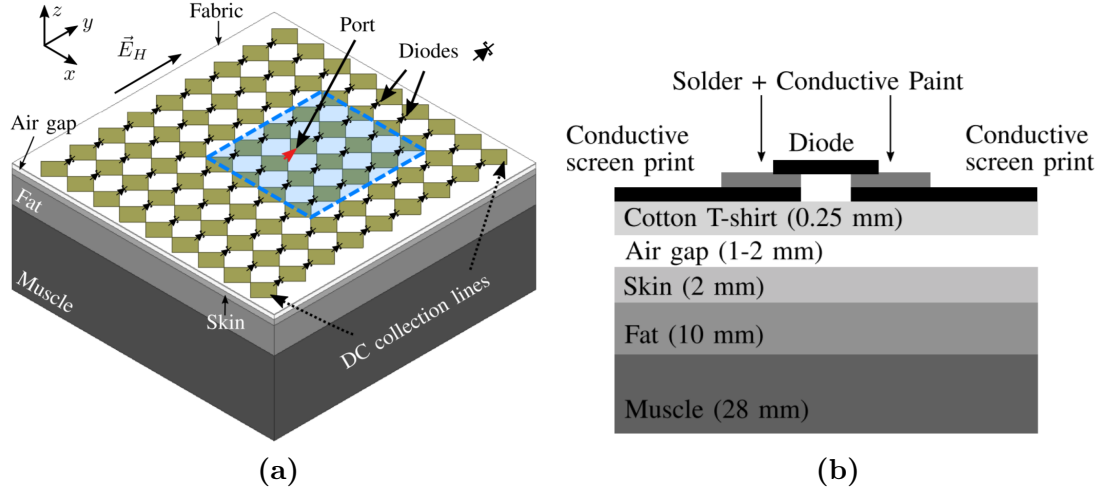 z
y
x
E_H
Fabric
Port
Diodes
Air gap
Fat
Muscle
Skin
DC collection lines
(a)
Solder + Conductive Paint
Conductive
screen print
Diode
Conductive
screen print
Cotton T-shirt (0.25 mm)
Air gap (1-2 mm)
Skin (2 mm)
Fat (10 mm)
Muscle (28 mm)
(b)